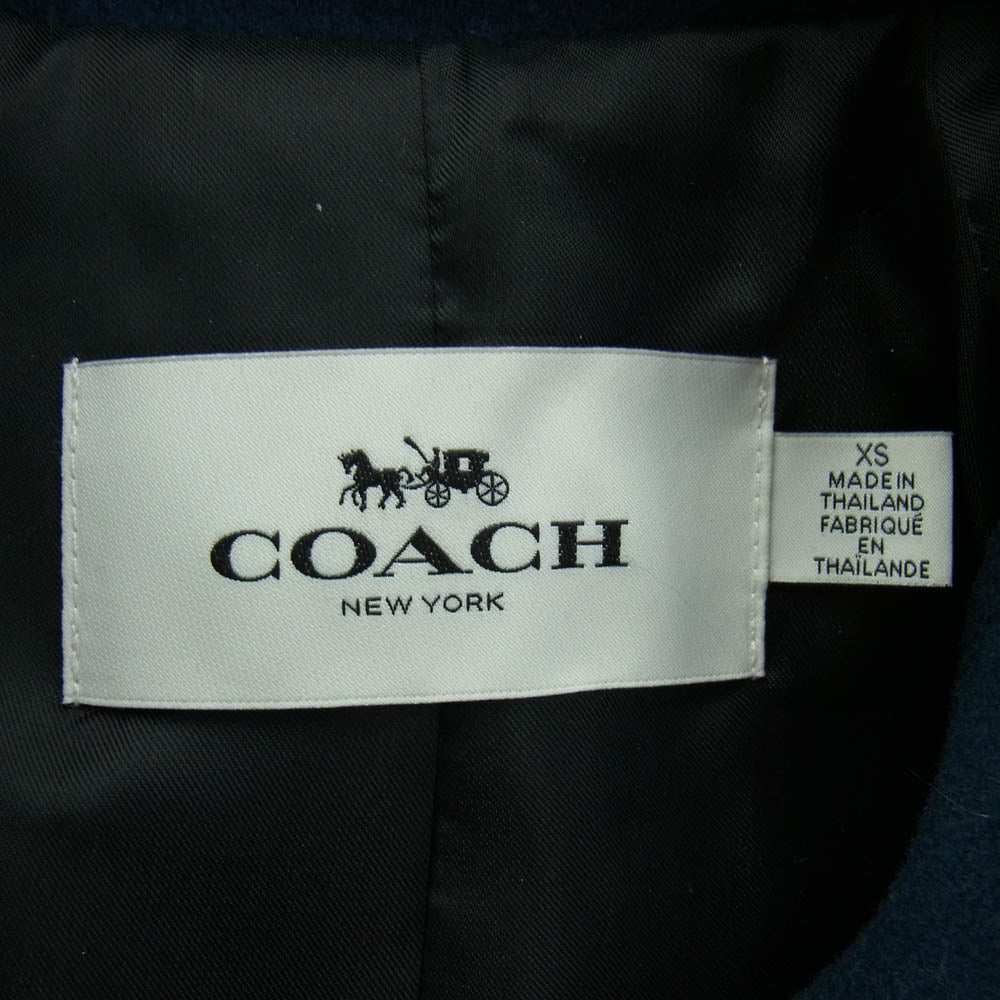 COACH
NEW YORK
XS
MADE IN
THAILAND
FABRIQUÉ
EN
THAÏLANDE